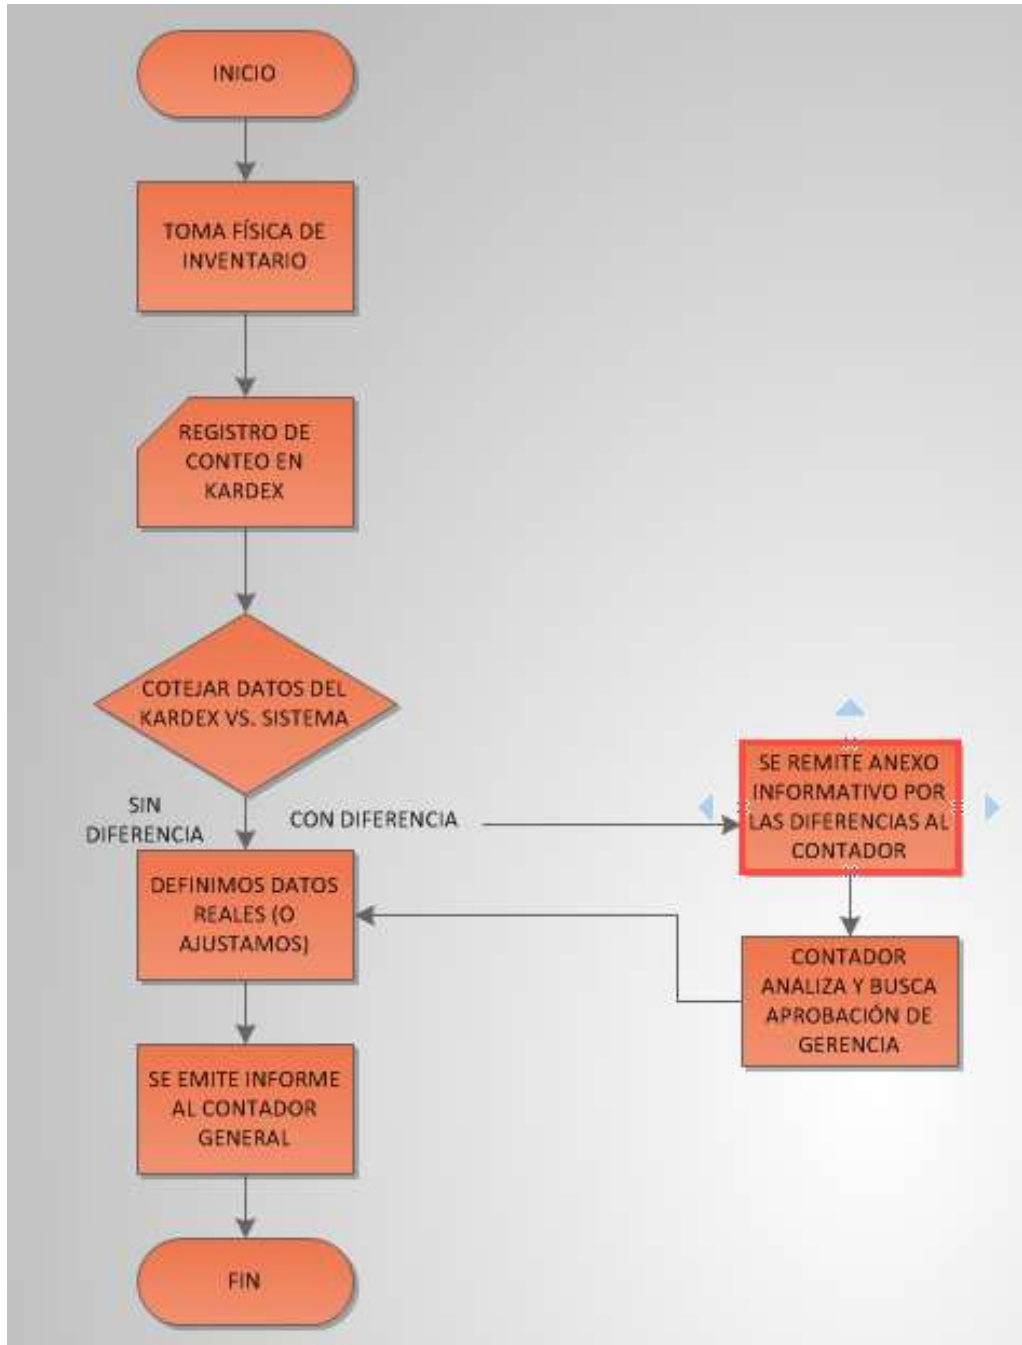 INICIO
TOMA FÍSICA DE
INVENTARIO
REGISTRO DE
CONTEO EN
KARDEX
COTEJAR DATOS DEL
KARDEX VS. SISTEMA
SIN
DIFERENCIA
CON DIFERENCIA
SE REMITE ANEXO
INFORMATIVO POR
LAS DIFERENCIAS AL
CONTADOR
DEFINIMOS DATOS
REALES (O
AJUSTAMOS)
CONTADOR
ANALIZA Y BUSCA
APROBACIÓN DE
GERENCIA
SE EMITE INFORME
AL CONTADOR
GENERAL
FIN